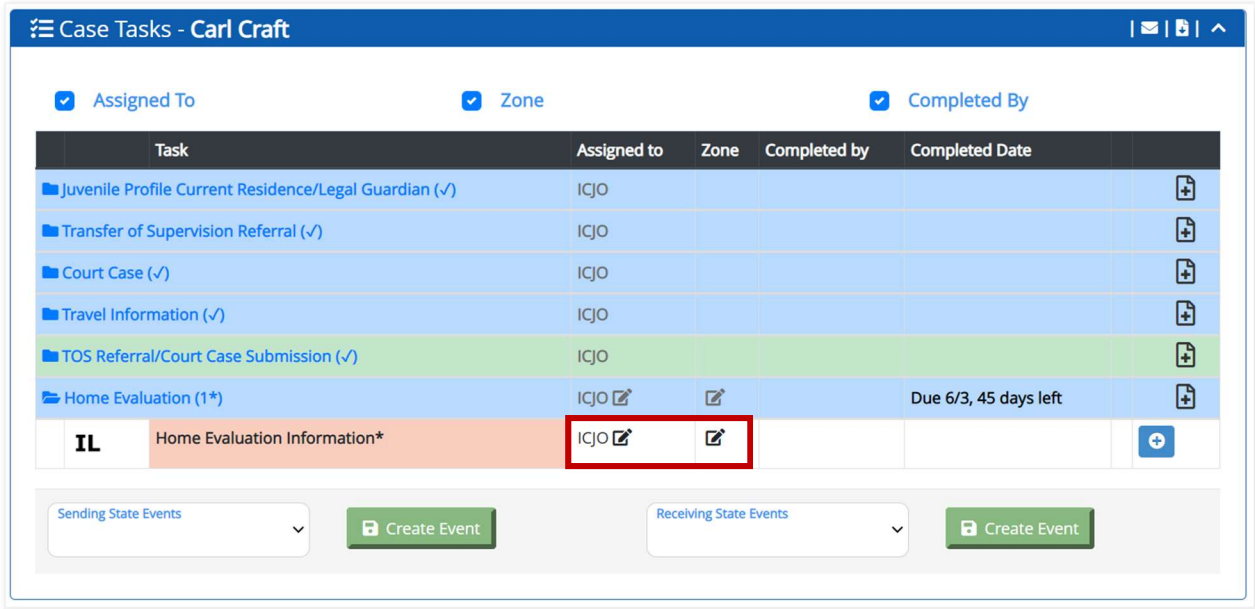 Case Tasks - Carl Craft
Assigned To Zone Completed By
Task Assigned to Zone Completed by Completed Date
Juvenile Profile Current Residence/Legal Guardian (✓) ICJO
Transfer of Supervision Referral (✓) ICJO
Court Case (✓) ICJO
Travel Information (✓) ICJO
TOS Referral/Court Case Submission (✓) ICJO
Home Evaluation (1*) ICJO Due 6/3, 45 days left
IL Home Evaluation Information* ICJO
Sending State Events Create Event Receiving State Events Create Event